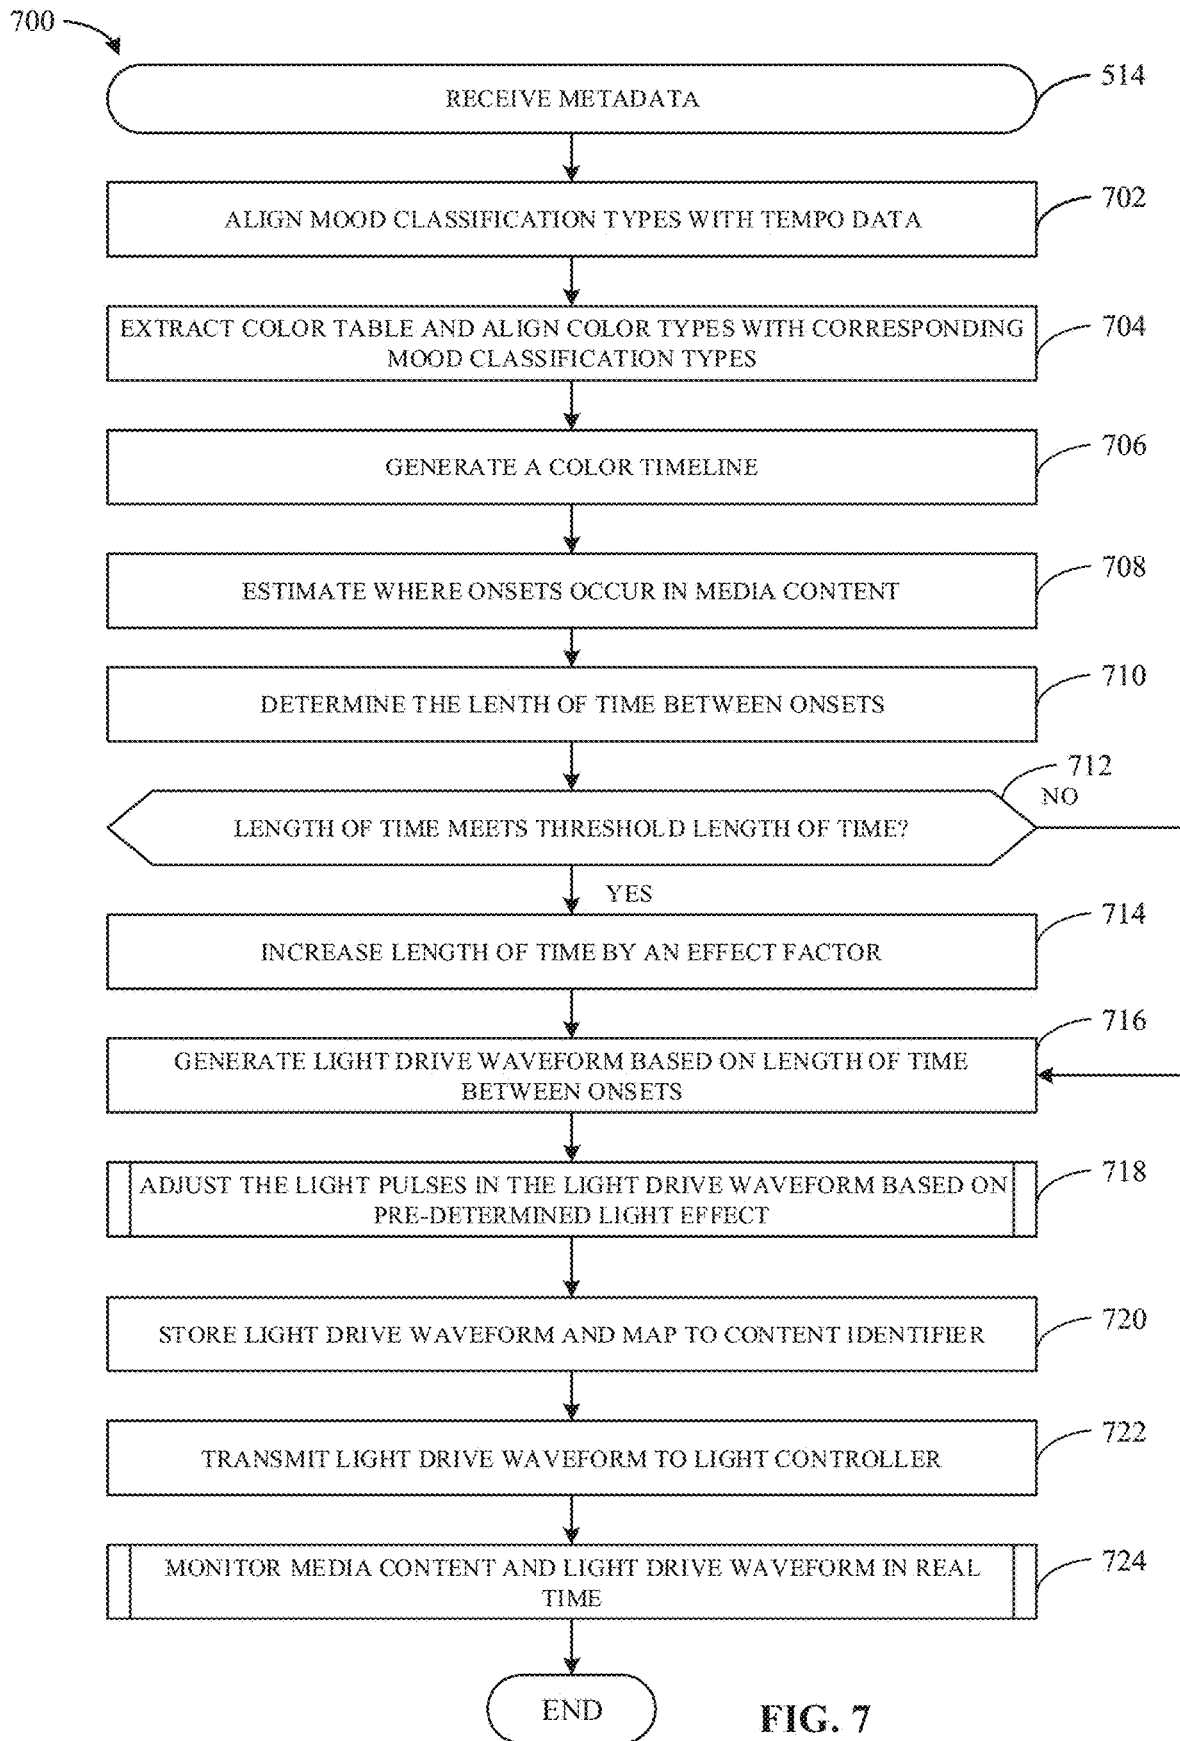 700
RECEIVE METADATA
514
ALIGN MOOD CLASSIFICATION TYPES WITH TEMPO DATA
702
EXTRACT COLOR TABLE AND ALIGN COLOR TYPES WITH CORRESPONDING
MOOD CLASSIFICATION TYPES
704
GENERATE A COLOR TIMELINE
706
ESTIMATE WHERE ONSETS OCCUR IN MEDIA CONTENT
708
DETERMINE THE LENTH OF TIME BETWEEN ONSETS
710
LENGTH OF TIME MEETS THRESHOLD LENGTH OF TIME?
712
NO
YES
INCREASE LENGTH OF TIME BY AN EFFECT FACTOR
714
GENERATE LIGHT DRIVE WAVEFORM BASED ON LENGTH OF TIME
BETWEEN ONSETS
716
ADJUST THE LIGHT PULSES IN THE LIGHT DRIVE WAVEFORM BASED ON
PRE-DETERMINED LIGHT EFFECT
718
STORE LIGHT DRIVE WAVEFORM AND MAP TO CONTENT IDENTIFIER
720
TRANSMIT LIGHT DRIVE WAVEFORM TO LIGHT CONTROLLER
722
MONITOR MEDIA CONTENT AND LIGHT DRIVE WAVEFORM IN REAL
TIME
724
END
FIG. 7